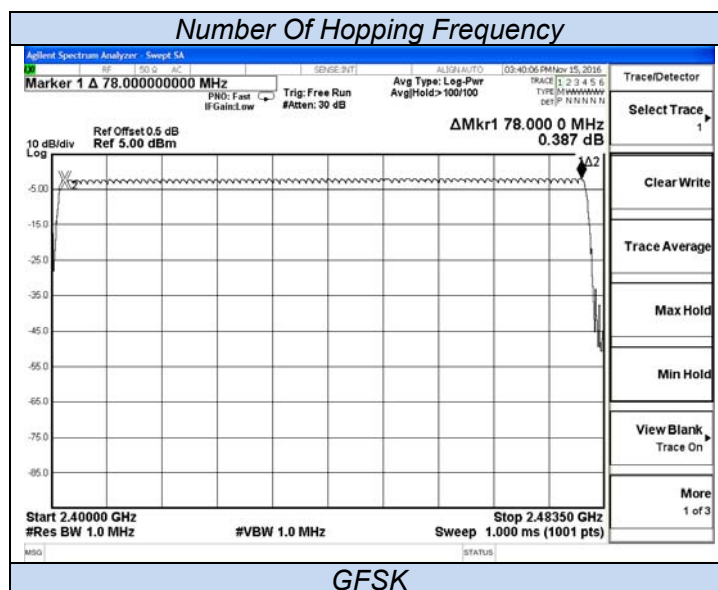 Number Of Hopping Frequency
Agilent Spectrum Analyzer - Swept SA
RF 50 Ω AC SENSE:INT ALIGN AUTO 03:40:06 PM Nov 15, 2016
Marker 1 Δ 78.000000000 MHz
PNO: Fast Trig: Free Run
IFGain:Low #Atten: 30 dB
Avg Type: Log-Pwr
Avg|Hold:>100/100
TRACE 1 2 3 4 5 6
TYPE M
DET P N N N N N
Ref Offset 0.5 dB
10 dB/div Ref 5.00 dBm
Log
ΔMkr1 78.000 0 MHz
0.387 dB
1Δ2
2
-5.00
-15.0
-25.0
-35.0
-45.0
-55.0
-65.0
-75.0
-85.0
Start 2.40000 GHz Stop 2.48350 GHz
#Res BW 1.0 MHz #VBW 1.0 MHz Sweep 1.000 ms (1001 pts)
MSG STATUS
Trace/Detector
Select Trace
1
Clear Write
Trace Average
Max Hold
Min Hold
View Blank
Trace On
More
1 of 3
GFSK